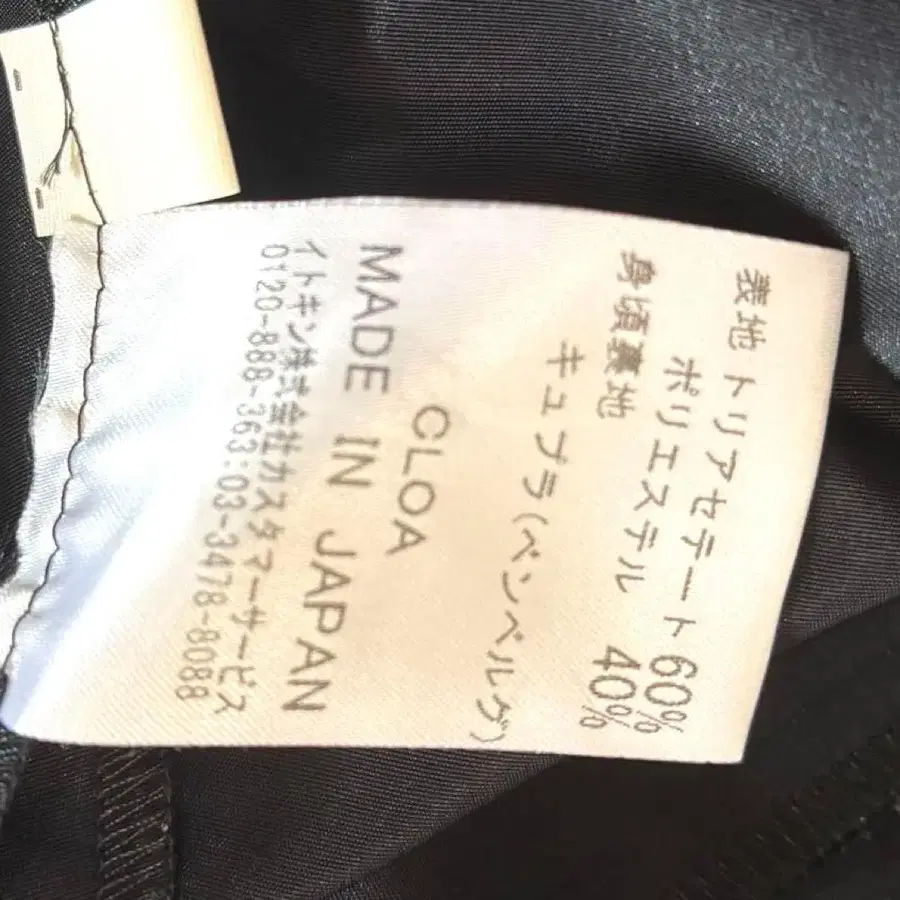 表地 トリアセテート 60%
ポリエステル 40%
身頃裏地
キュプラ(ベンベルグ)
CLOA
MADE IN JAPAN
イトキン株式会社カスタマーサービス
0120-888-363:03-3478-8088